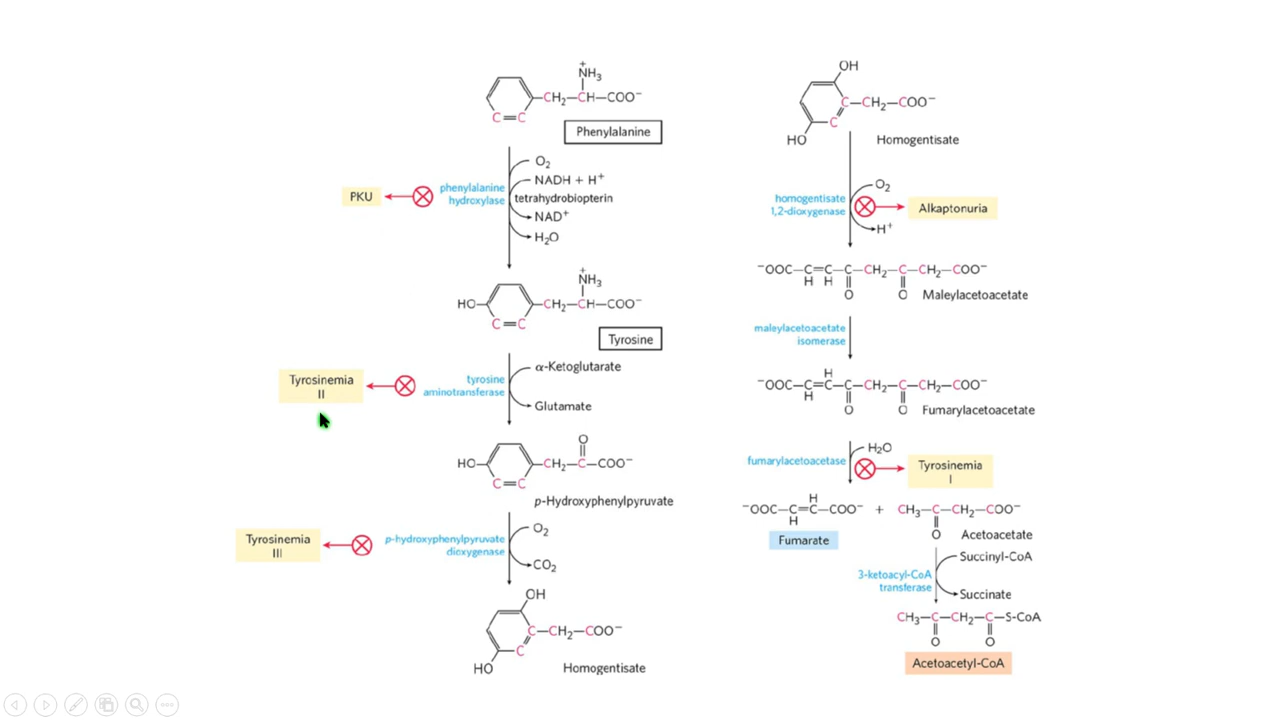 NH₃⁺
CH₂—CH—COO⁻
C=C
Phenylalanine
O₂
NADH + H⁺
PKU
phenylalanine
hydroxylase
tetrahydrobiopterin
NAD⁺
H₂O
NH₃⁺
HO
CH₂—CH—COO⁻
C=C
Tyrosine
α-Ketoglutarate
Tyrosinemia
II
tyrosine
aminotransferase
Glutamate
O
HO
CH₂—C—COO⁻
C=C
p-Hydroxyphenylpyruvate
O₂
Tyrosinemia
III
p-hydroxyphenylpyruvate
dioxygenase
CO₂
OH
C—CH₂—COO⁻
C
HO
Homogentisate
OH
C—CH₂—COO⁻
C
HO
Homogentisate
O₂
homogentisate
1,2-dioxygenase
Alkaptonuria
H⁺
⁻OOC—C=C—C—CH₂—C—CH₂—COO⁻
H H O O
Maleylacetoacetate
maleylacetoacetate
isomerase
H
⁻OOC—C=C—C—CH₂—C—CH₂—COO⁻
H O O
Fumarylacetoacetate
H₂O
fumarylacetoacetase
Tyrosinemia
I
H
⁻OOC—C=C—COO⁻ + CH₃—C—CH₂—COO⁻
H O
Fumarate
Acetoacetate
Succinyl-CoA
3-ketoacyl-CoA
transferase
Succinate
CH₃—C—CH₂—C—S-CoA
O O
Acetoacetyl-CoA